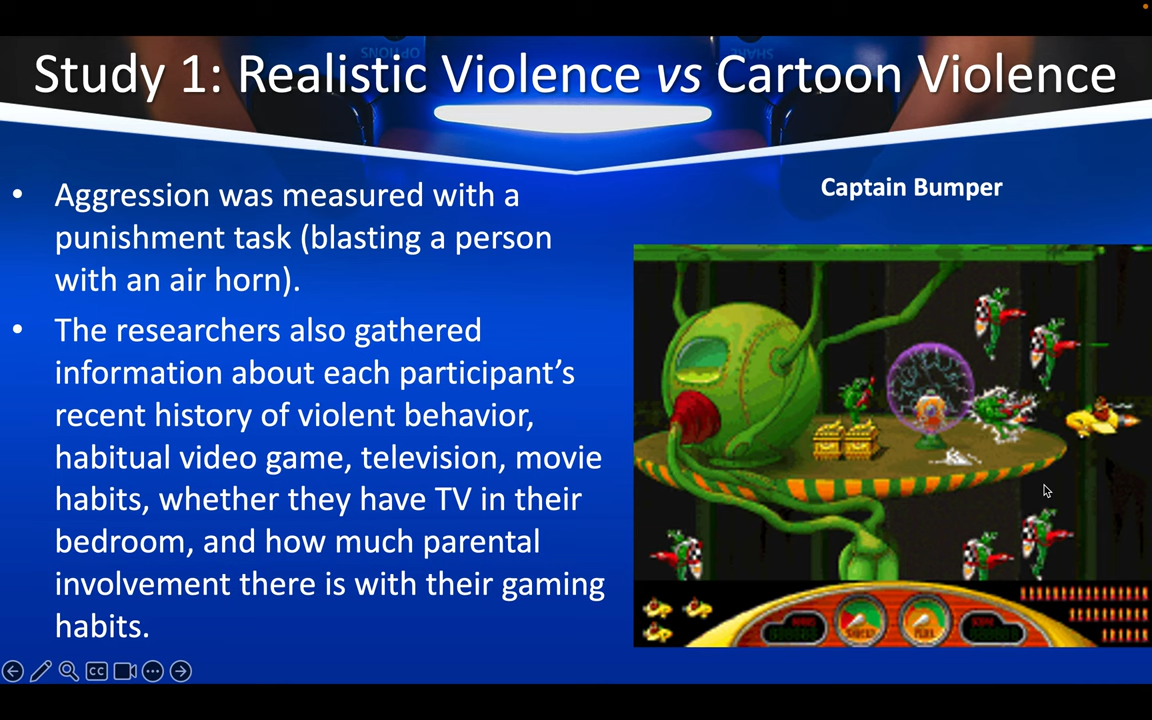 OPTIONS
SHARE
Study 1: Realistic Violence vs Cartoon Violence
• Aggression was measured with a
punishment task (blasting a person
with an air horn).
• The researchers also gathered
information about each participant’s
recent history of violent behavior,
habitual video game, television, movie
habits, whether they have TV in their
bedroom, and how much parental
involvement there is with their gaming
habits.
Captain Bumper
CC